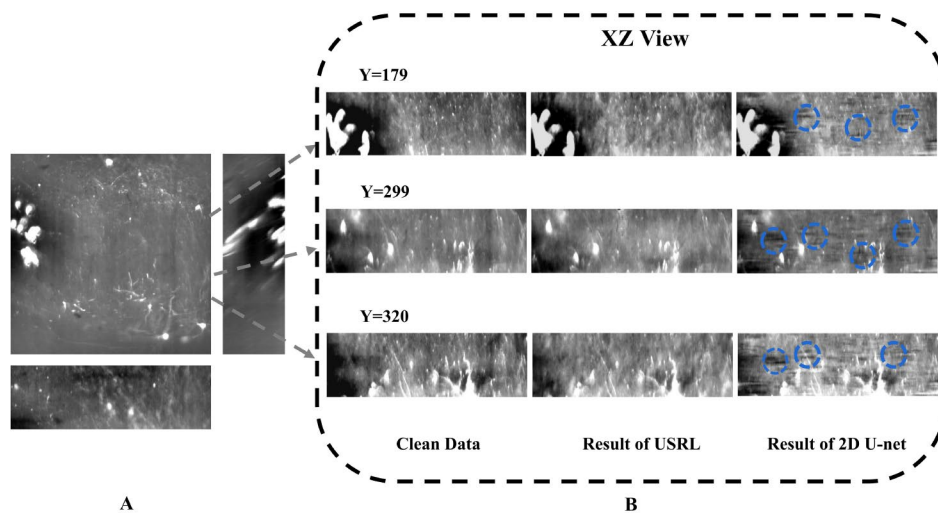 XZ View
Y=179
Y=299
Y=320
Clean Data
Result of USRL
Result of 2D U-net
A
B